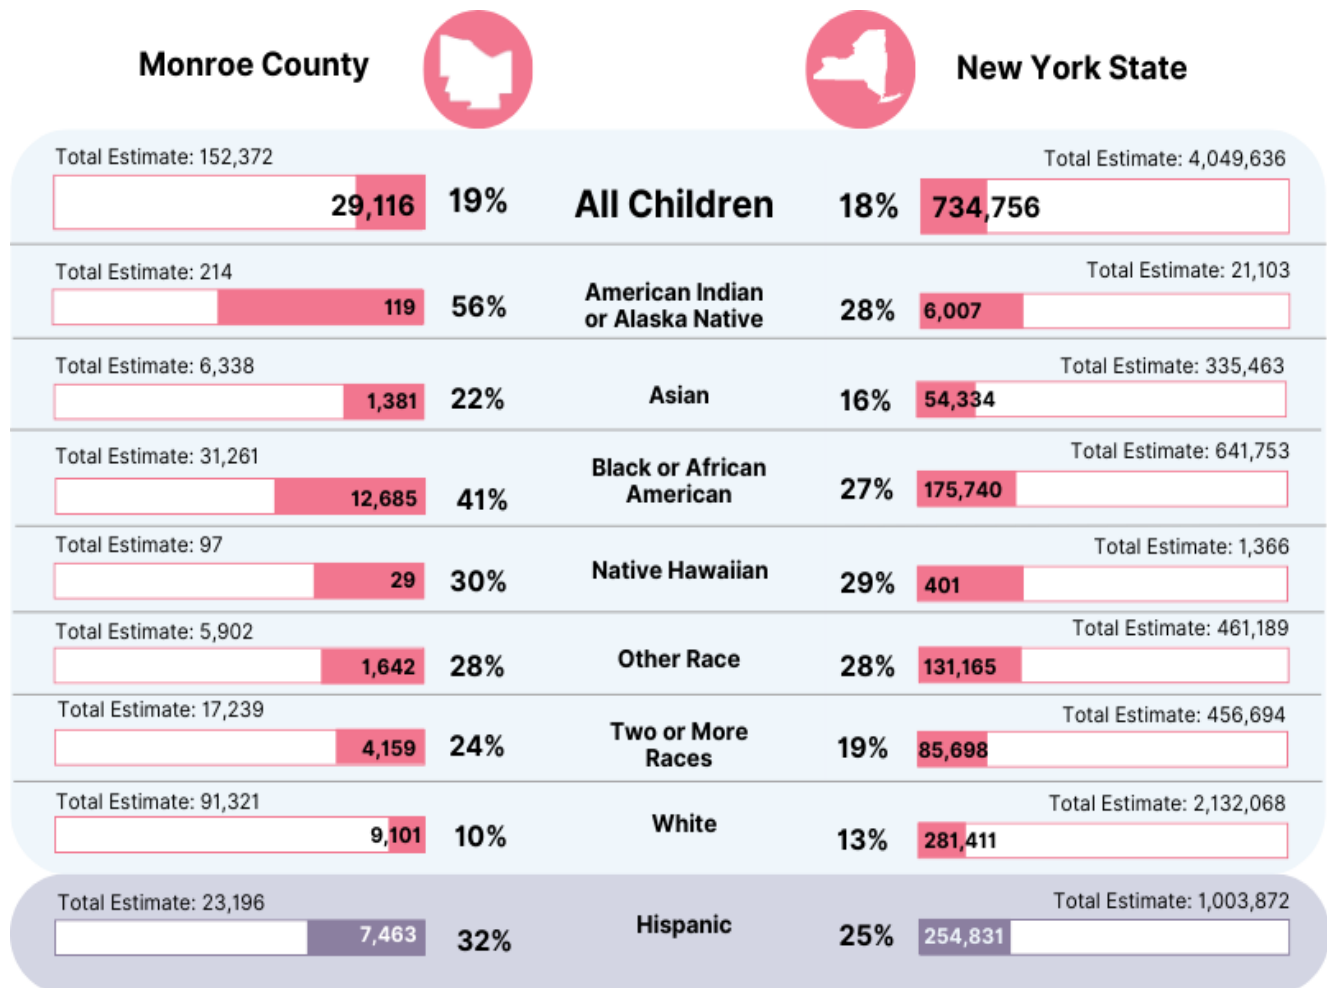 Monroe County
New York State
Total Estimate: 152,372
Total Estimate: 4,049,636
29,116 19% All Children 18% 734,756
Total Estimate: 214
Total Estimate: 21,103
119 56% American Indian
or Alaska Native 28% 6,007
Total Estimate: 6,338
Total Estimate: 335,463
1,381 22% Asian 16% 54,334
Total Estimate: 31,261
Total Estimate: 641,753
12,685 41% Black or African
American 27% 175,740
Total Estimate: 97
Total Estimate: 1,366
29 30% Native Hawaiian 29% 401
Total Estimate: 5,902
Total Estimate: 461,189
1,642 28% Other Race 28% 131,165
Total Estimate: 17,239
Total Estimate: 456,694
4,159 24% Two or More
Races 19% 85,698
Total Estimate: 91,321
Total Estimate: 2,132,068
9,101 10% White 13% 281,411
Total Estimate: 23,196
Total Estimate: 1,003,872
7,463 32% Hispanic 25% 254,831